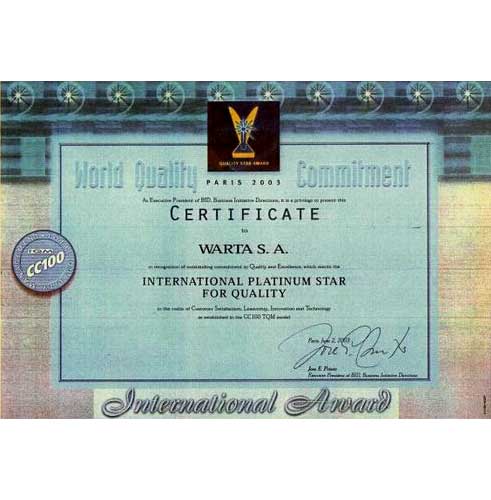 QUALITY STAR AWARD
World Quality Commitment
PARIS 2003
As Executive President of BID, Business Initiative Directions, it is a privilege to present this
CERTIFICATE
to
WARTA S. A.
in recognition of outstanding commitment to Quality and Excellence, which merits the
INTERNATIONAL PLATINUM STAR
FOR QUALITY
in the realm of Customer Satisfaction, Leadership, Innovation and Technology
as established in the CC100 TQM model
TQM
CC100
Paris June 2, 2003
Jose E. Prieto
Executive President of BID, Business Initiative Directions
International Award